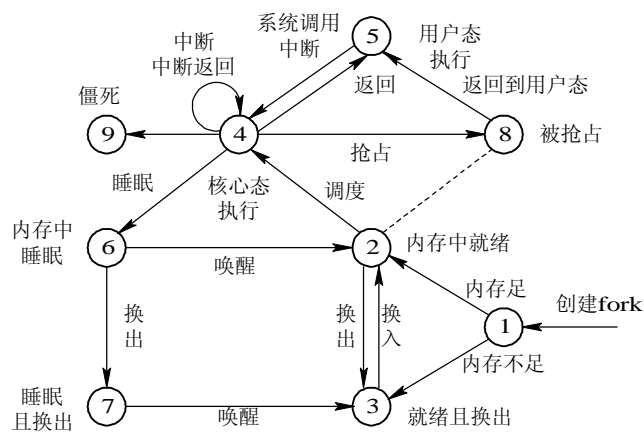 中断
中断返回
系统调用
中断
5
用户态
执行
返回
返回到用户态
僵死
9
4
8
抢占
被抢占
睡眠
核心态
执行
调度
内存中
睡眠
6
唤醒
2
内存中就绪
换
出
换
出
换
入
内存足
1
创建fork
内存不足
睡眠
且换出
7
唤醒
3
就绪且换出